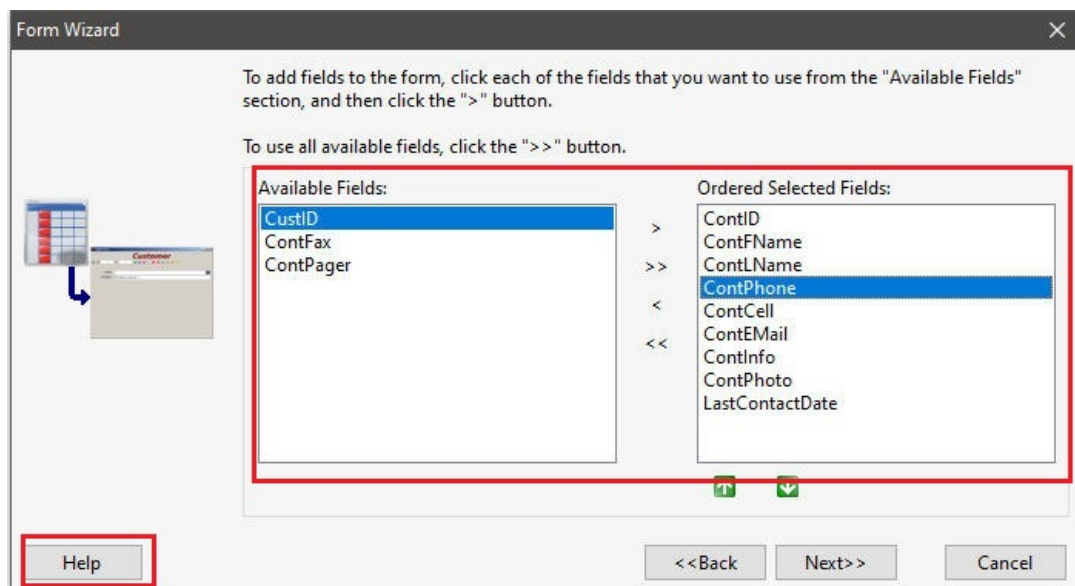 Form Wizard
To add fields to the form, click each of the fields that you want to use from the "Available Fields"
section, and then click the ">" button.
To use all available fields, click the ">>" button.
Available Fields:
CustID
ContFax
ContPager
>
>>
<
<<
Ordered Selected Fields:
ContID
ContFName
ContLName
ContPhone
ContCell
ContEMail
ContInfo
ContPhoto
LastContactDate
Customer
Help
<<Back
Next>>
Cancel